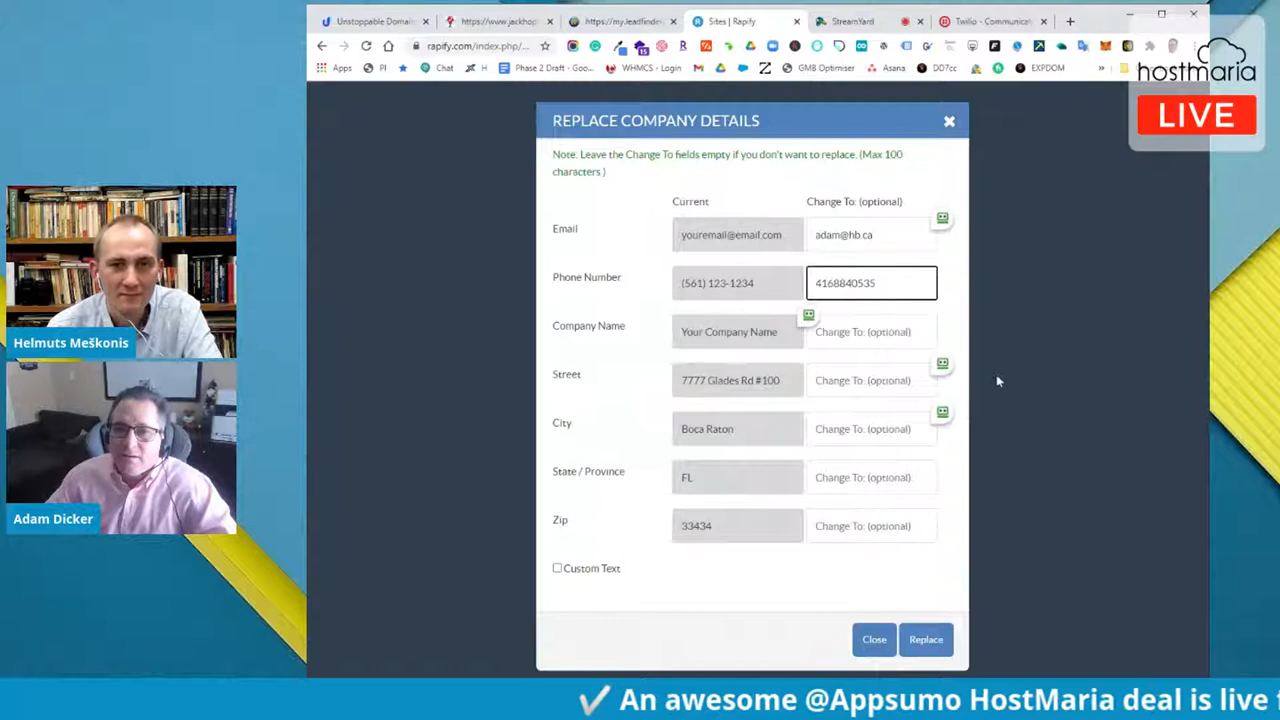 Unstoppable Domai
https://www.jackhop
https://my.leadfinder
Sites | Rapify
StreamYard
Twilio - Communicat
rapify.com/index.php/...
Apps
PI
Chat
H
Phase 2 Draft - Goo...
WHMCS - Login
GMB Optimiser
Asana
DD7cc
EXPDOM
hostmaria
LIVE
REPLACE COMPANY DETAILS
Note. Leave the Change To fields empty if you don't want to replace. (Max 100
characters )
Current
Change To: (optional)
Email
youremail@email.com
adam@hb.ca
Phone Number
(561) 123-1234
4168840535
Company Name
Your Company Name
Change To: (optional)
Street
7777 Glades Rd #100
Change To: (optional)
City
Boca Raton
Change To: (optional)
State / Province
FL
Change To: (optional)
Zip
33434
Change To: (optional)
Custom Text
Close
Replace
Helmuts Meškonis
Adam Dicker
✔ An awesome @Appsumo HostMaria deal is live